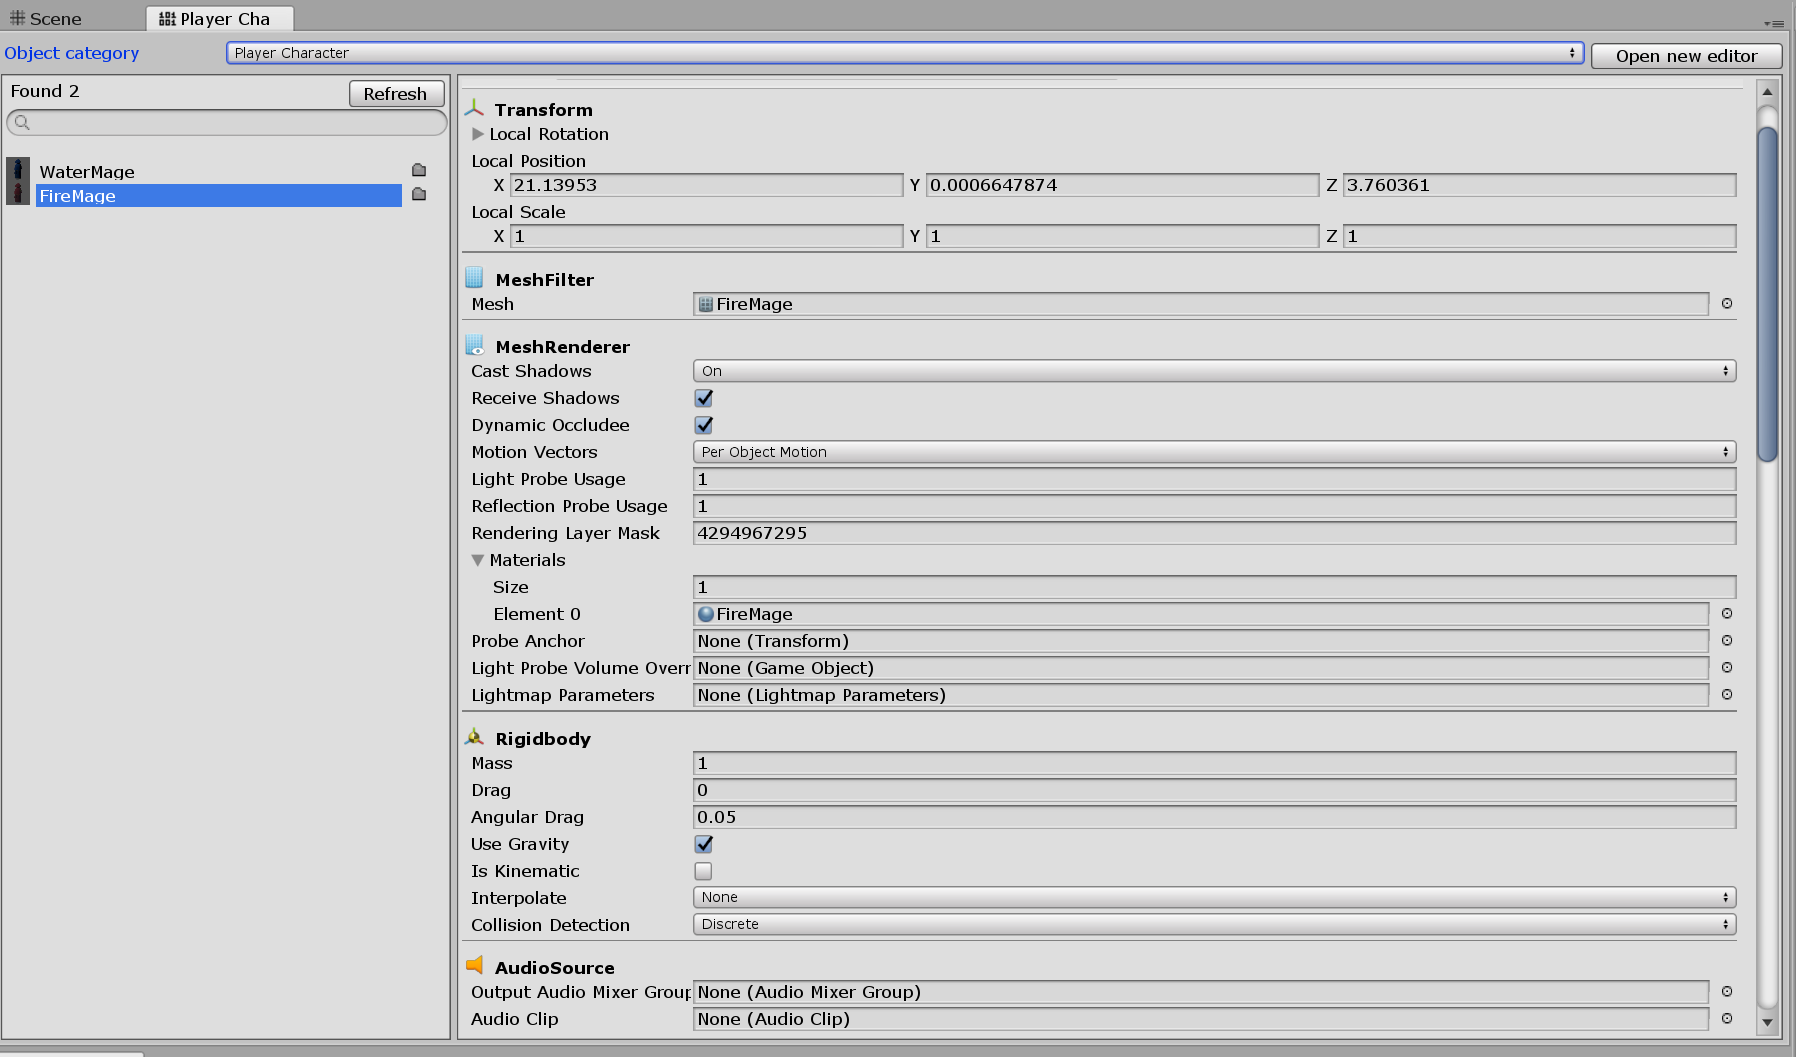 Scene
Player Cha
Object category
Player Character
Open new editor
Found 2
Refresh
WaterMage
FireMage
Transform
Local Rotation
Local Position
X 21.13953 Y 0.0006647874 Z 3.760361
Local Scale
X 1 Y 1 Z 1
MeshFilter
Mesh FireMage
MeshRenderer
Cast Shadows On
Receive Shadows
Dynamic Occludee
Motion Vectors Per Object Motion
Light Probe Usage 1
Reflection Probe Usage 1
Rendering Layer Mask 4294967295
Materials
Size 1
Element 0 FireMage
Probe Anchor None (Transform)
Light Probe Volume Overr None (Game Object)
Lightmap Parameters None (Lightmap Parameters)
Rigidbody
Mass 1
Drag 0
Angular Drag 0.05
Use Gravity
Is Kinematic
Interpolate None
Collision Detection Discrete
AudioSource
Output Audio Mixer Group None (Audio Mixer Group)
Audio Clip None (Audio Clip)